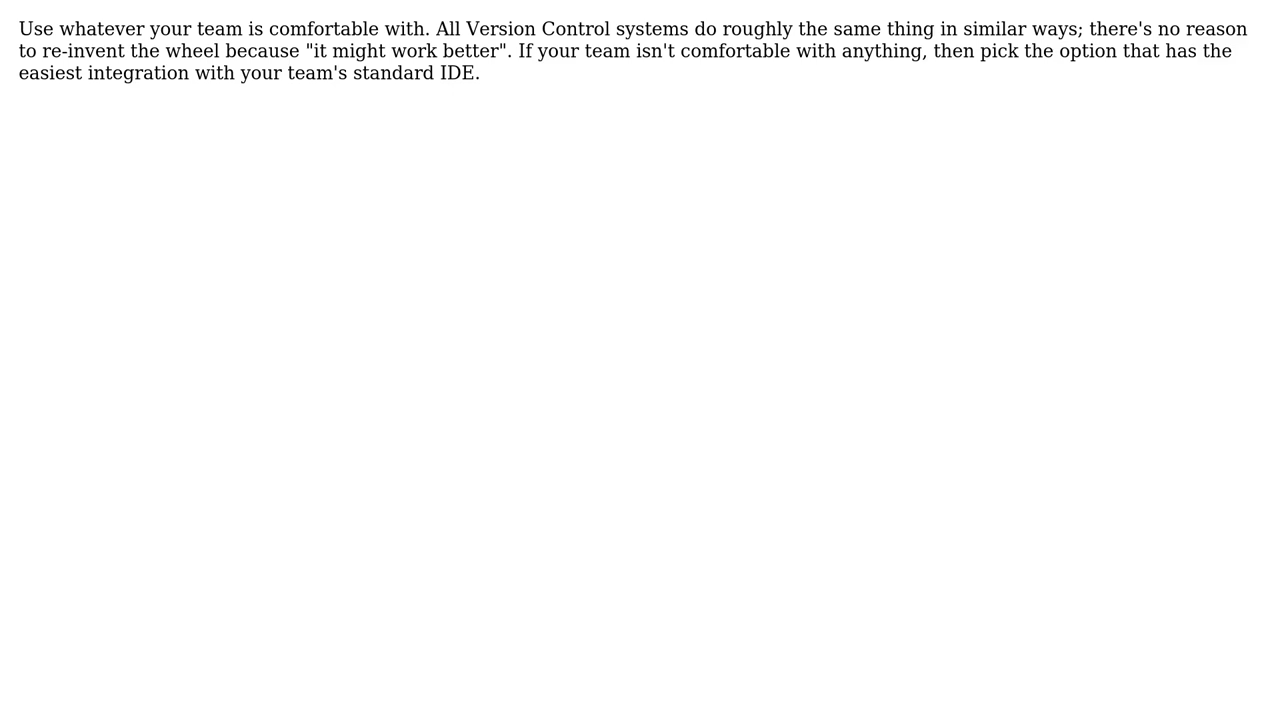 Use whatever your team is comfortable with. All Version Control systems do roughly the same thing in similar ways; there's no reason
to re-invent the wheel because "it might work better". If your team isn't comfortable with anything, then pick the option that has the
easiest integration with your team's standard IDE.